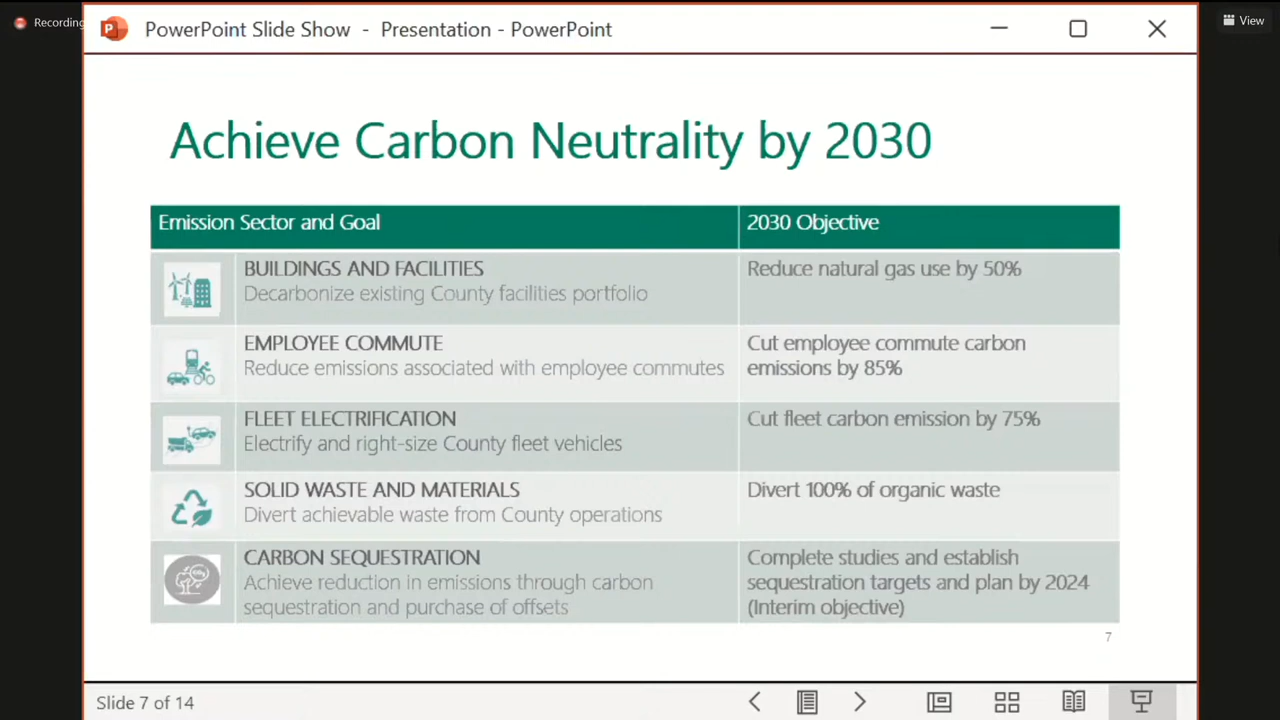 Recording
PowerPoint Slide Show - Presentation - PowerPoint
View
Achieve Carbon Neutrality by 2030
Emission Sector and Goal
2030 Objective
BUILDINGS AND FACILITIES
Decarbonize existing County facilities portfolio
Reduce natural gas use by 50%
EMPLOYEE COMMUTE
Reduce emissions associated with employee commutes
Cut employee commute carbon
emissions by 85%
FLEET ELECTRIFICATION
Electrify and right-size County fleet vehicles
Cut fleet carbon emission by 75%
SOLID WASTE AND MATERIALS
Divert achievable waste from County operations
Divert 100% of organic waste
CARBON SEQUESTRATION
Achieve reduction in emissions through carbon
sequestration and purchase of offsets
Complete studies and establish
sequestration targets and plan by 2024
(Interim objective)
7
Slide 7 of 14